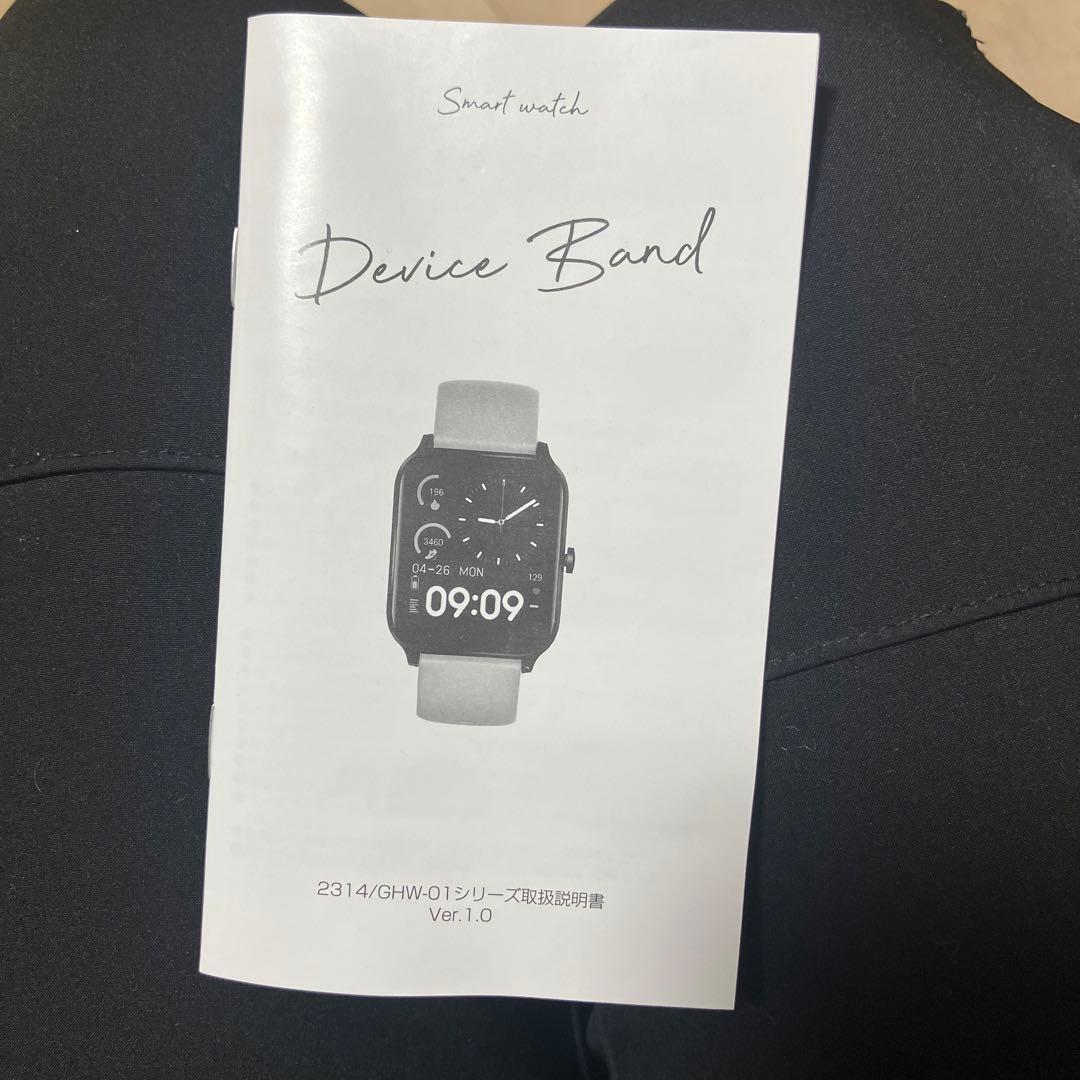 Smart watch
Device Band
196
3460
04-26 MON
129
09:09
2314/GHW-01シリーズ取扱説明書
Ver.1.0